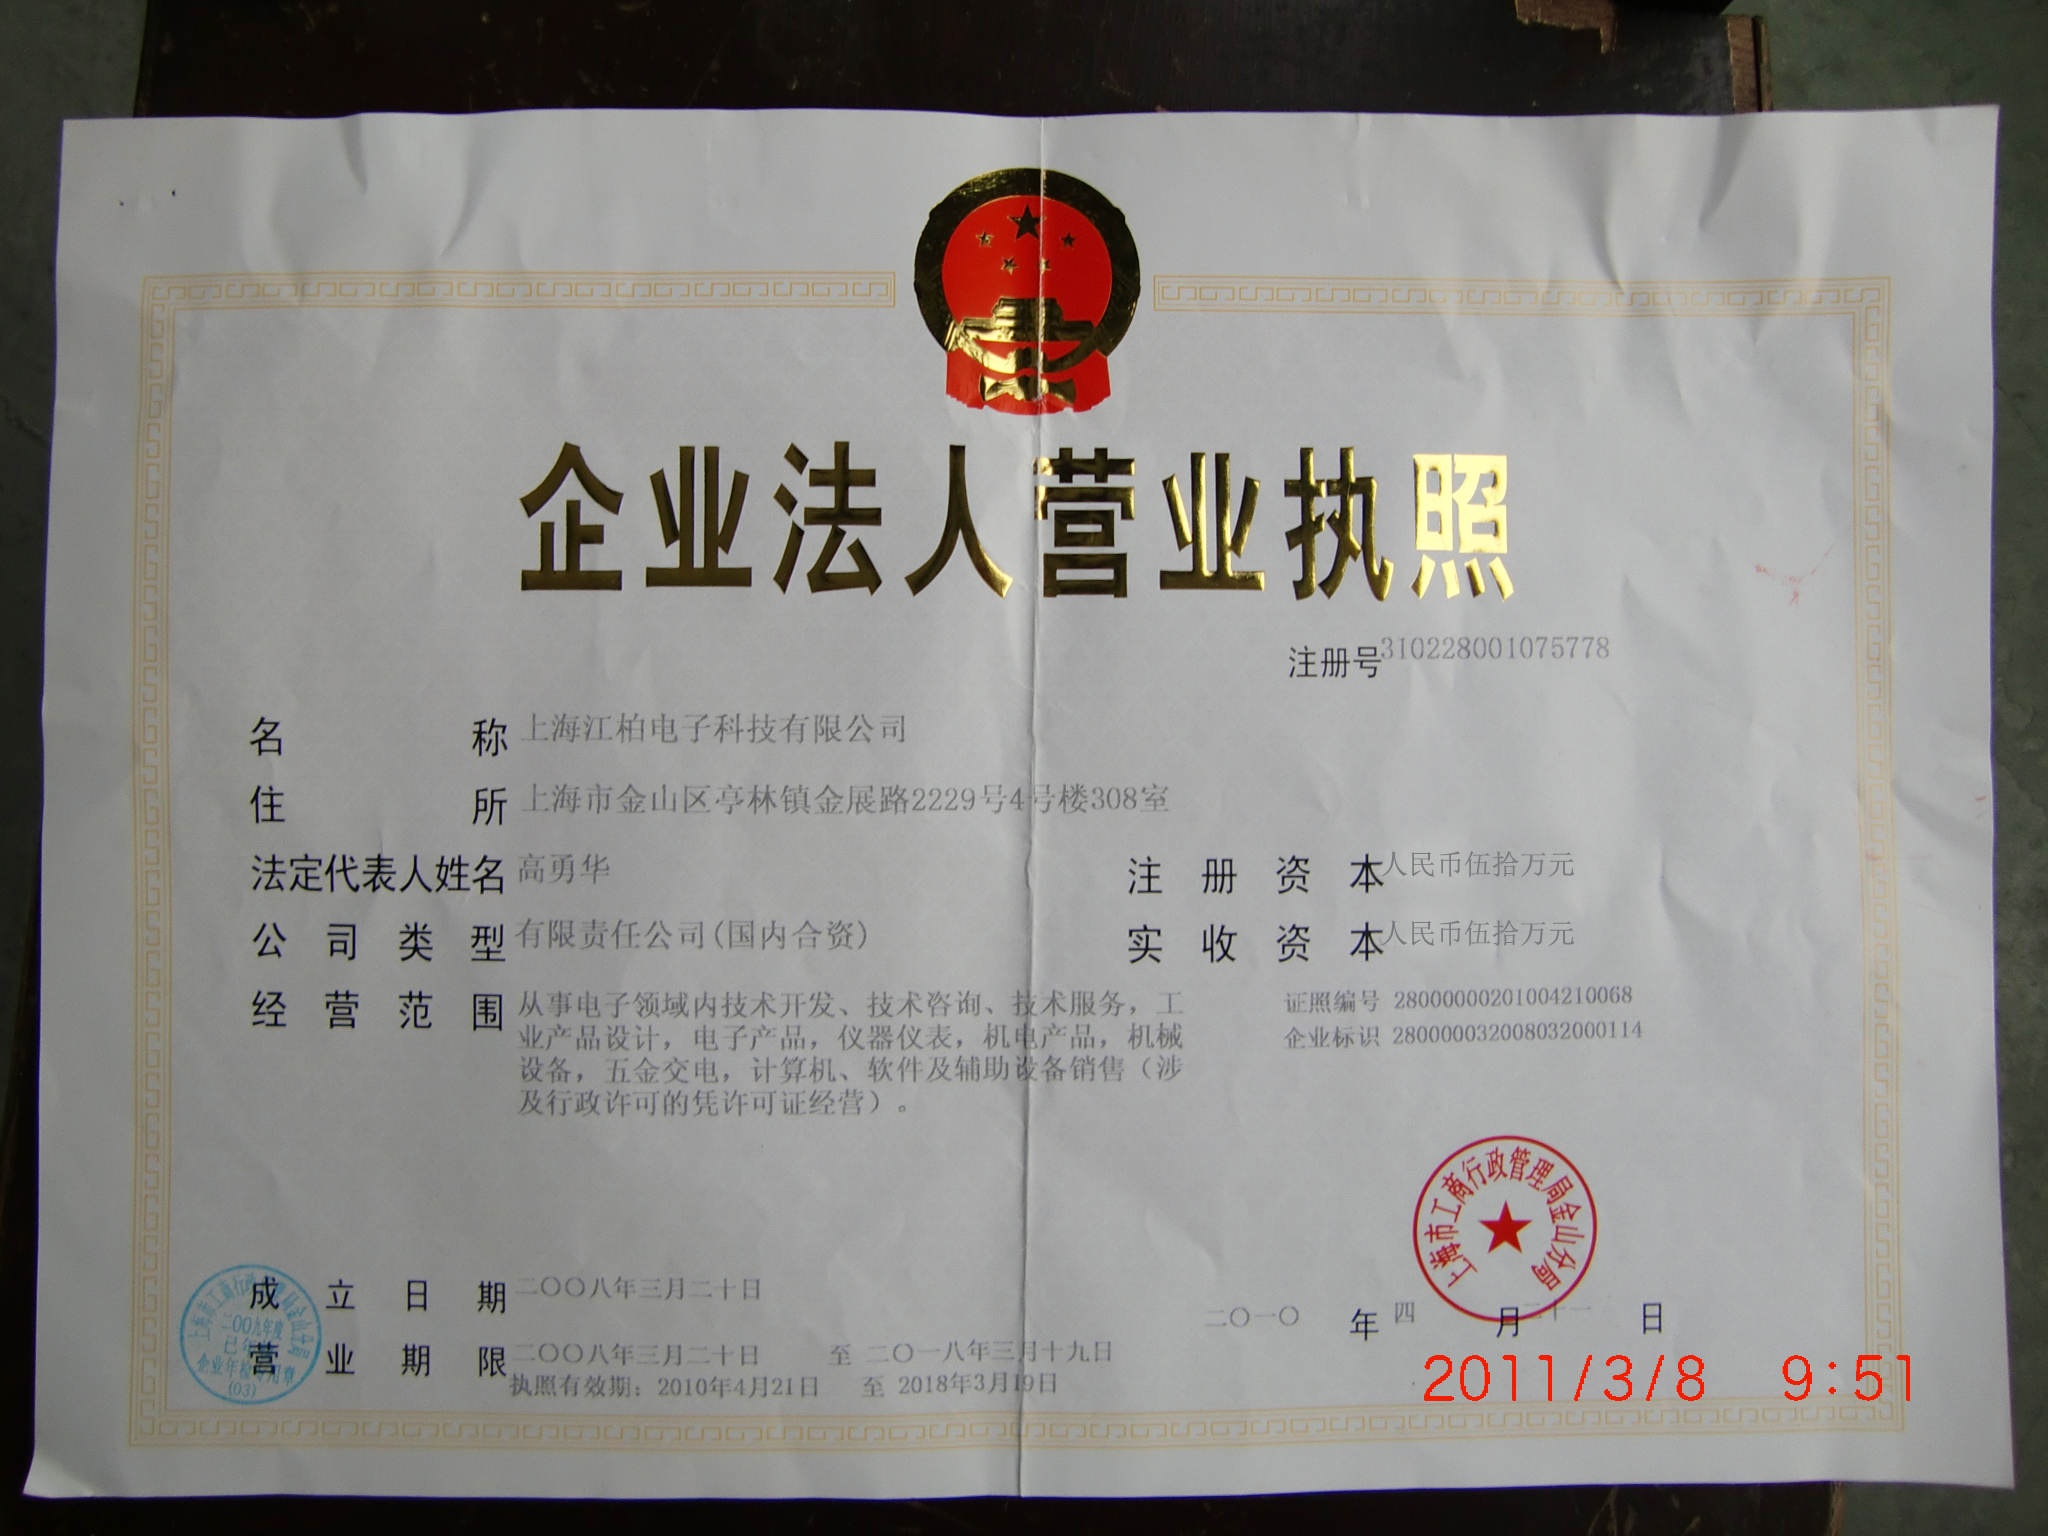 企业法人营业执照
注册号310228001075778
名称 上海江柏电子科技有限公司
住所 上海市金山区亭林镇金展路2229号4号楼308室
法定代表人姓名 高勇华
注册资本 人民币伍拾万元
公司类型 有限责任公司(国内合资)
实收资本 人民币伍拾万元
经营范围 从事电子领域内技术开发、技术咨询、技术服务，工
业产品设计，电子产品，仪器仪表，机电产品，机械
设备，五金交电，计算机、软件及辅助设备销售（涉
及行政许可的凭许可证经营）。
证照编号 28000000201004210068
企业标识 280000032008032000114
上海市工商行政管理局金山分局
成立日期 二〇〇八年三月二十日
二〇一〇年四月二十一日
营业期限 二〇〇八年三月二十日 至 二〇一八年三月十九日
执照有效期：2010年4月21日 至 2018年3月19日
二〇〇九年度
企业年检专用章
(03)
2011/3/8 9:51